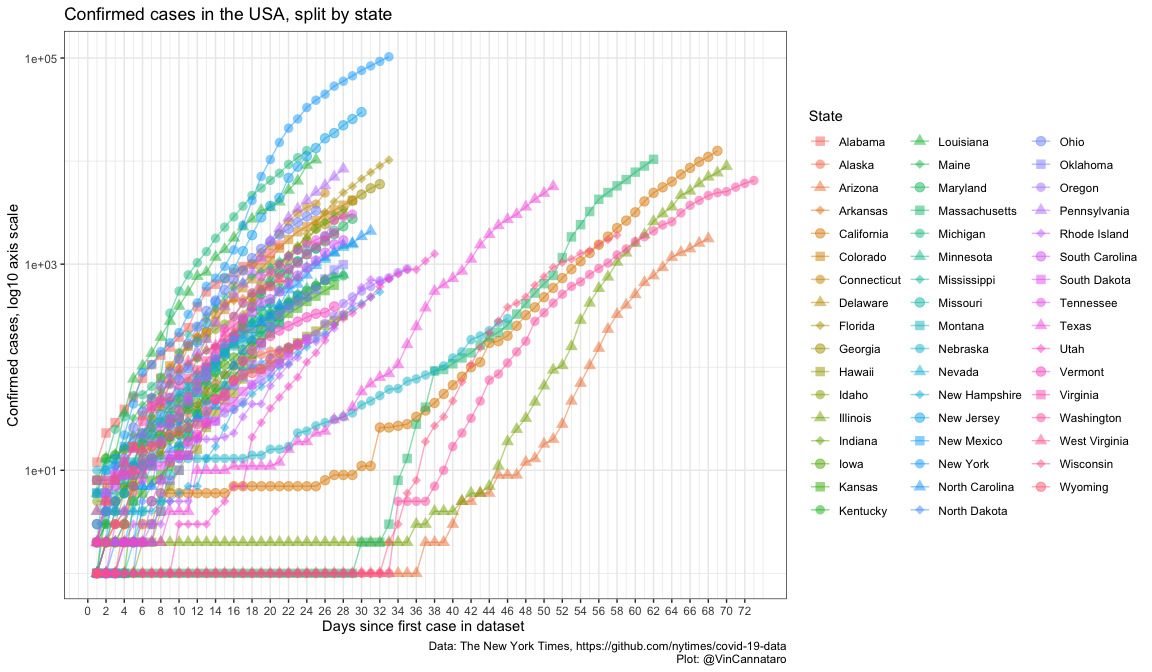 Confirmed cases in the USA, split by state
Confirmed cases, log10 axis scale
1e+05
1e+03
1e+01
0 2 4 6 8 10 12 14 16 18 20 22 24 26 28 30 32 34 36 38 40 42 44 46 48 50 52 54 56 58 60 62 64 66 68 70 72
Days since first case in dataset
Data: The New York Times, https://github.com/nytimes/covid-19-data
Plot: @VinCannataro
State
Alabama
Alaska
Arizona
Arkansas
California
Colorado
Connecticut
Delaware
Florida
Georgia
Hawaii
Idaho
Illinois
Indiana
Iowa
Kansas
Kentucky
Louisiana
Maine
Maryland
Massachusetts
Michigan
Minnesota
Mississippi
Missouri
Montana
Nebraska
Nevada
New Hampshire
New Jersey
New Mexico
New York
North Carolina
North Dakota
Ohio
Oklahoma
Oregon
Pennsylvania
Rhode Island
South Carolina
South Dakota
Tennessee
Texas
Utah
Vermont
Virginia
Washington
West Virginia
Wisconsin
Wyoming